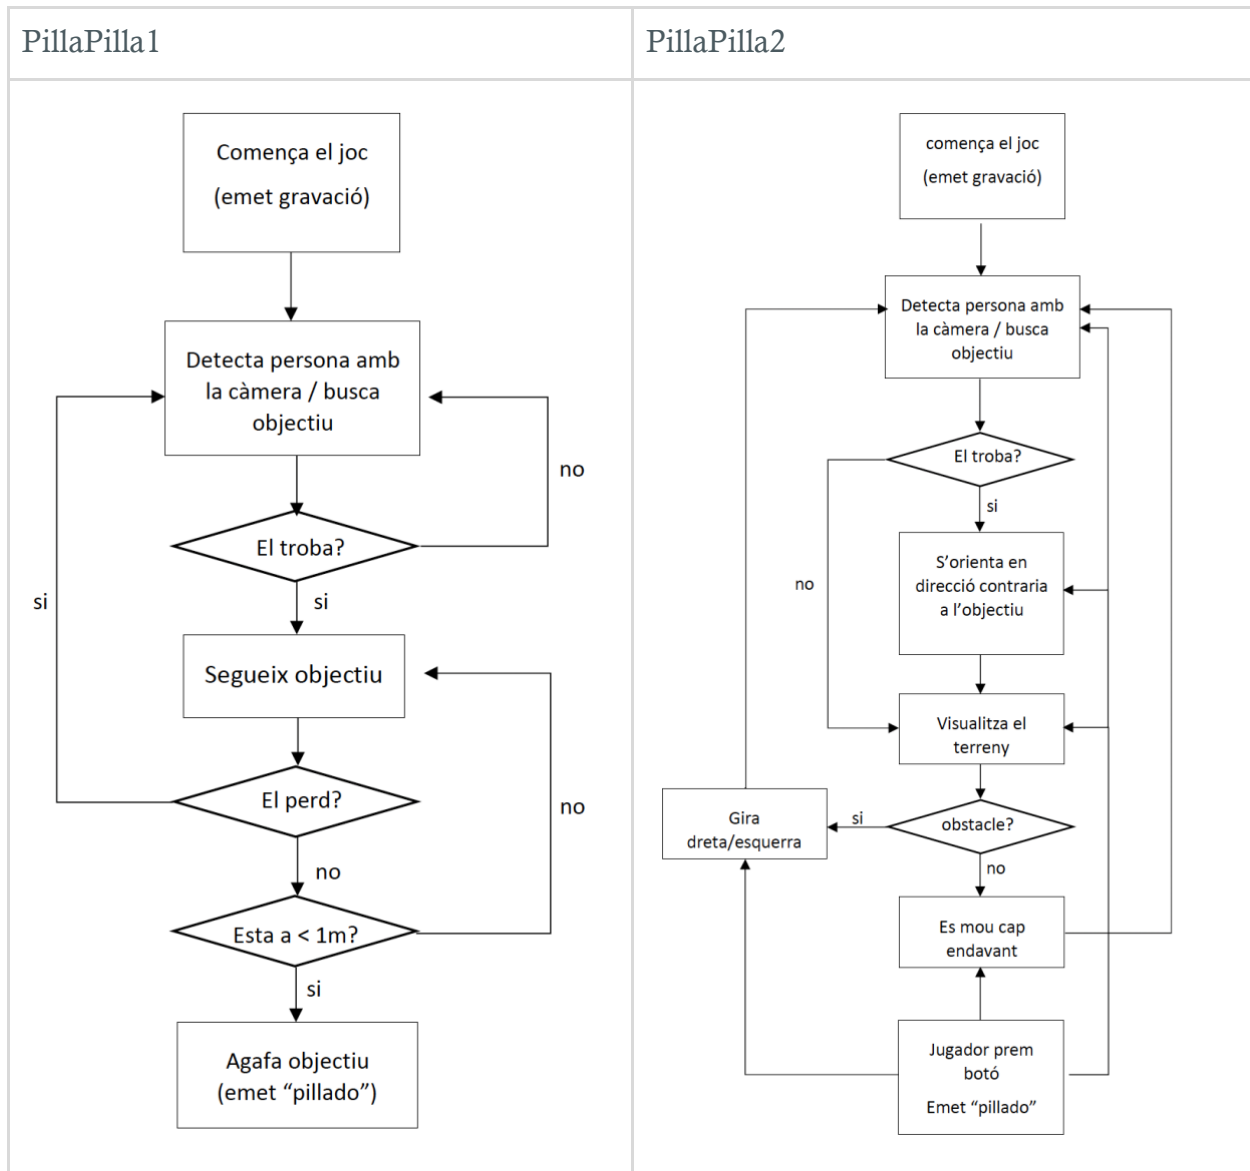 PillaPilla1
Comença el joc
(emet gravació)
Detecta persona amb
la càmera / busca
objectiu
no
El troba?
si
si
Segueix objectiu
El perd?
no
no
Esta a < 1m?
si
Agafa objectiu
(emet “pillado”)
PillaPilla2
comença el joc
(emet gravació)
Detecta persona amb
la càmera / busca
objectiu
El troba?
si
S’orienta en
direcció contraria
a l’objectiu
no
Visualitza el
terreny
Gira
dreta/esquerra
si
obstacle?
no
Es mou cap
endavant
Jugador prem
botó
Emet “pillado”